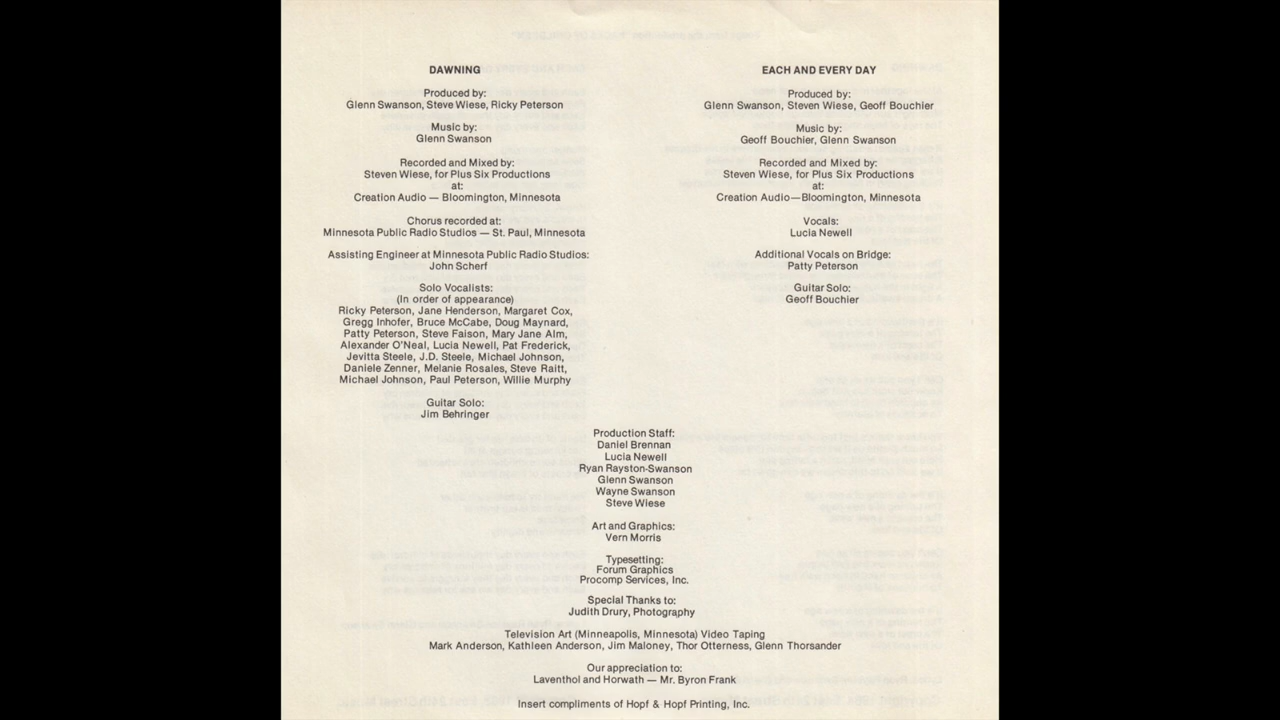 DAWNING
Produced by:
Glenn Swanson, Steve Wiese, Ricky Peterson
Music by:
Glenn Swanson
Recorded and Mixed by:
Steven Wiese, for Plus Six Productions
at:
Creation Audio — Bloomington, Minnesota
Chorus recorded at:
Minnesota Public Radio Studios — St. Paul, Minnesota
Assisting Engineer at Minnesota Public Radio Studios:
John Scherf
Solo Vocalists:
(In order of appearance)
Ricky Peterson, Jane Henderson, Margaret Cox,
Gregg Inhofer, Bruce McCabe, Doug Maynard,
Patty Peterson, Steve Faison, Mary Jane Alm,
Alexander O'Neal, Lucia Newell, Pat Frederick,
Jevitta Steele, J.D. Steele, Michael Johnson,
Daniele Zenner, Melanie Rosales, Steve Raitt,
Michael Johnson, Paul Peterson, Willie Murphy
Guitar Solo:
Jim Behringer
EACH AND EVERY DAY
Produced by:
Glenn Swanson, Steven Wiese, Geoff Bouchier
Music by:
Geoff Bouchier, Glenn Swanson
Recorded and Mixed by:
Steven Wiese, for Plus Six Productions
at:
Creation Audio—Bloomington, Minnesota
Vocals:
Lucia Newell
Additional Vocals on Bridge:
Patty Peterson
Guitar Solo:
Geoff Bouchier
Production Staff:
Daniel Brennan
Lucia Newell
Ryan Rayston-Swanson
Glenn Swanson
Wayne Swanson
Steve Wiese
Art and Graphics:
Vern Morris
Typesetting:
Forum Graphics
Procomp Services, Inc.
Special Thanks to:
Judith Drury, Photography
Television Art (Minneapolis, Minnesota) Video Taping
Mark Anderson, Kathleen Anderson, Jim Maloney, Thor Otterness, Glenn Thorsander
Our appreciation to:
Laventhol and Horwath — Mr. Byron Frank
Insert compliments of Hopf & Hopf Printing, Inc.